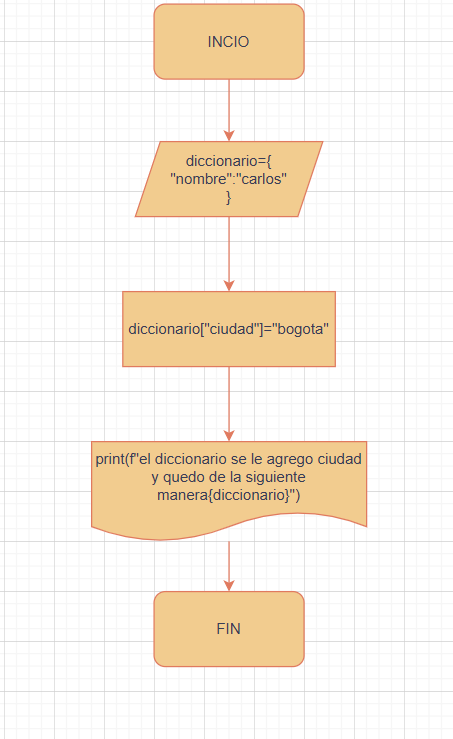 INCIO
diccionario={
"nombre":"carlos"
}
diccionario["ciudad"]="bogota"
print(f"el diccionario se le agrego ciudad
y quedo de la siguiente
manera{diccionario}")
FIN